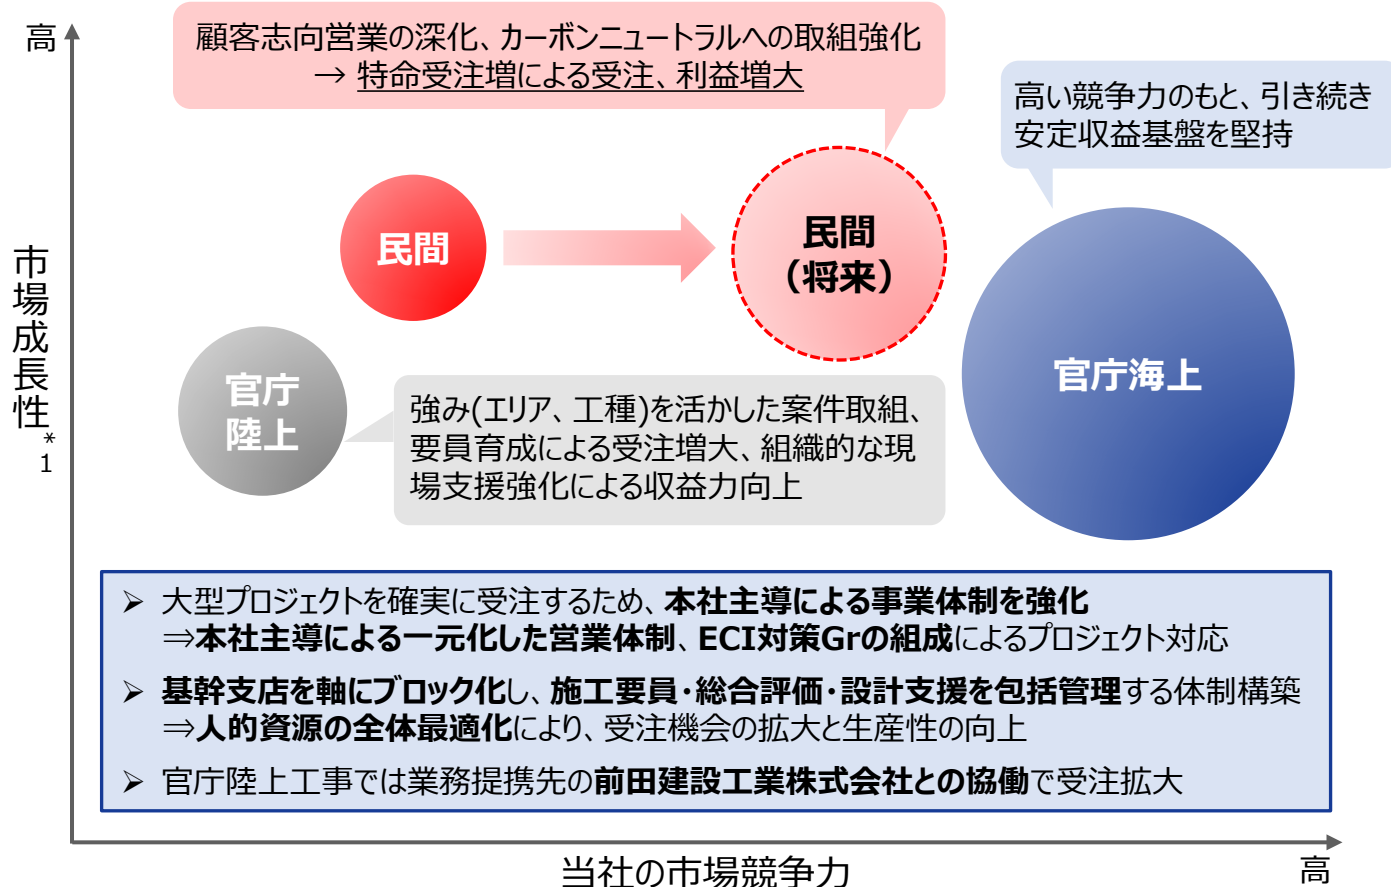 高
顧客志向営業の深化、カーボンニュートラルへの取組強化
→ 特命受注増による受注、利益増大
高い競争力のもと、引き続き
安定収益基盤を堅持
民間
民間
（将来）
官庁海上
官庁
陸上
強み(エリア、工種)を活かした案件取組、
要員育成による受注増大、組織的な現
場支援強化による収益力向上
市場成長性*1
➢ 大型プロジェクトを確実に受注するため、本社主導による事業体制を強化
⇒本社主導による一元化した営業体制、ECI対策Grの組成によるプロジェクト対応
➢ 基幹支店を軸にブロック化し、施工要員・総合評価・設計支援を包括管理する体制構築
⇒人的資源の全体最適化により、受注機会の拡大と生産性の向上
➢ 官庁陸上工事では業務提携先の前田建設工業株式会社との協働で受注拡大
当社の市場競争力
高